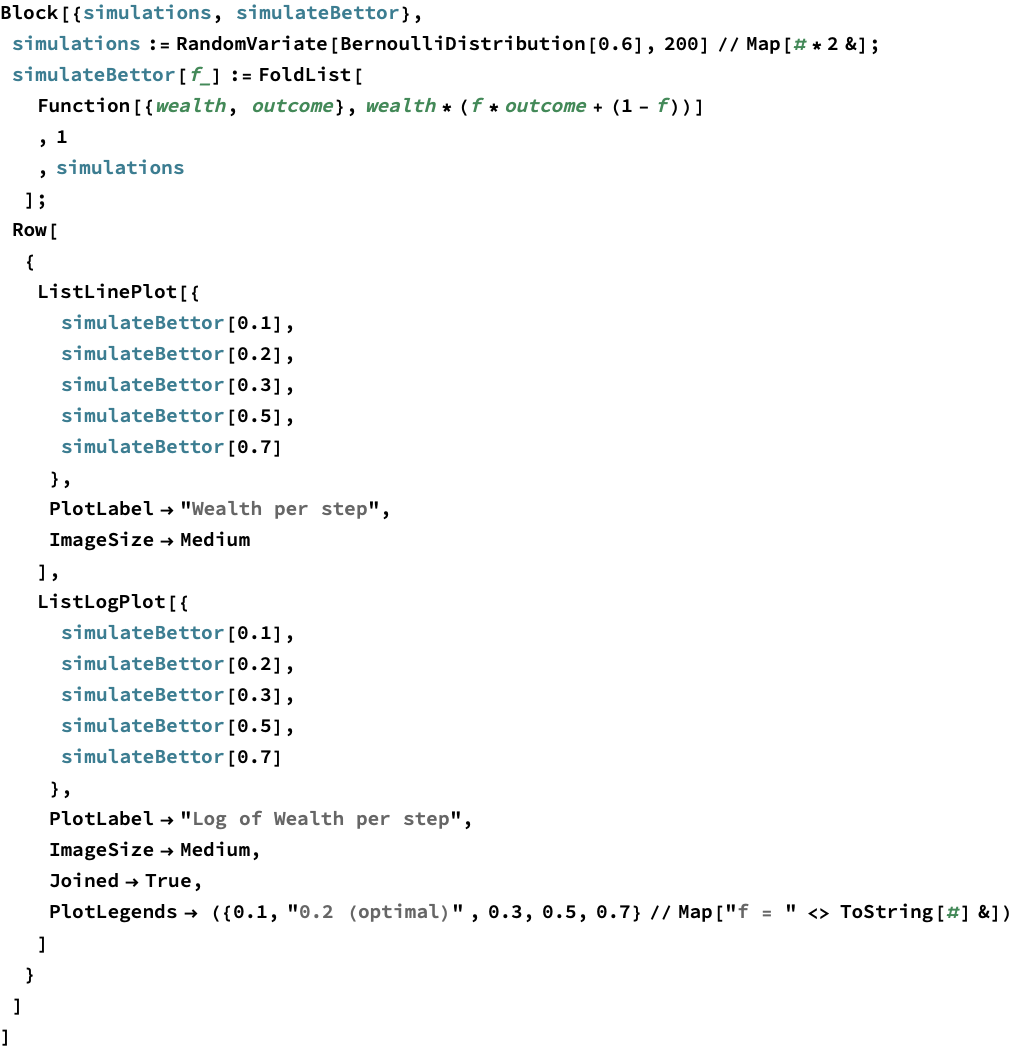 Block[{simulations, simulateBettor},
simulations := RandomVariate[BernoulliDistribution[0.6], 200] // Map[# * 2 &];
simulateBettor[f_] := FoldList[
Function[{wealth, outcome}, wealth * (f * outcome + (1 - f))]
, 1
, simulations
];
Row[
{
ListLinePlot[{
simulateBettor[0.1],
simulateBettor[0.2],
simulateBettor[0.3],
simulateBettor[0.5],
simulateBettor[0.7]
},
PlotLabel → "Wealth per step",
ImageSize → Medium
],
ListLogPlot[{
simulateBettor[0.1],
simulateBettor[0.2],
simulateBettor[0.3],
simulateBettor[0.5],
simulateBettor[0.7]
},
PlotLabel → "Log of Wealth per step",
ImageSize → Medium,
Joined → True,
PlotLegends → ({0.1, "0.2 (optimal)" , 0.3, 0.5, 0.7} // Map["f = " <> ToString[#] &])
]
}
]
]